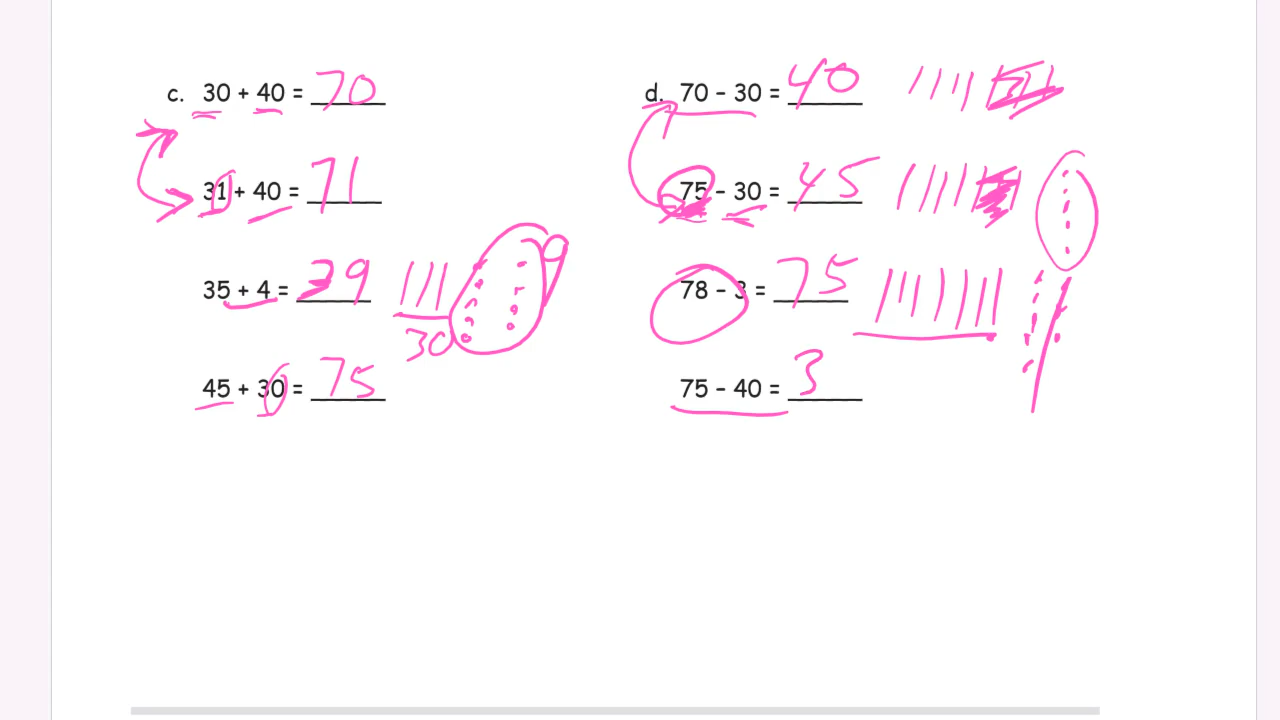 c. 30 + 40 = 70
31 + 40 = 71
35 + 4 = 39
30
9
45 + 30 = 75
d. 70 - 30 = 40
75 - 30 = 45
78 - 3 = 75
75 - 40 = 3